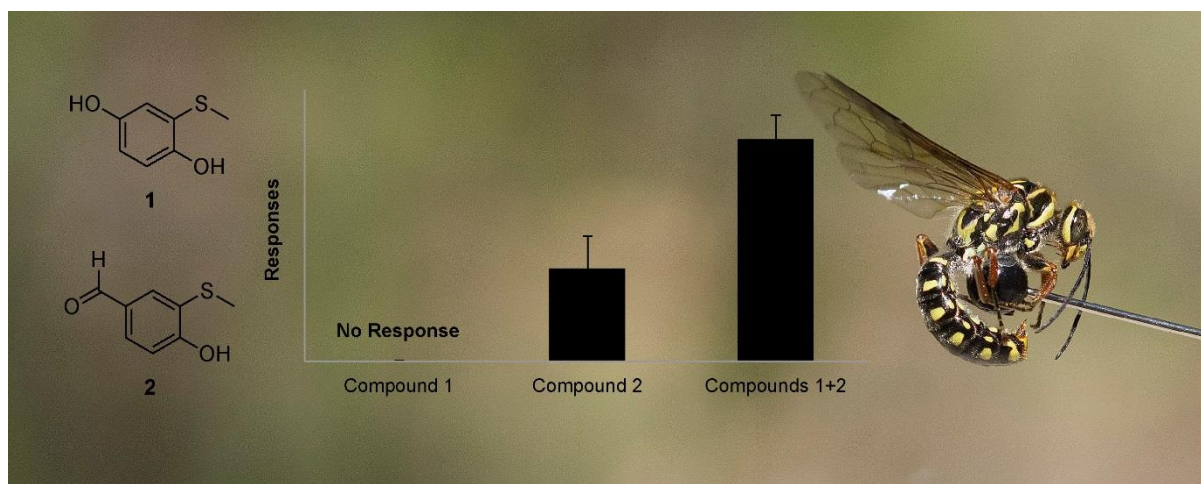 HO
S
OH
1
H
O
S
OH
2
Responses
No Response
Compound 1
Compound 2
Compounds 1+2